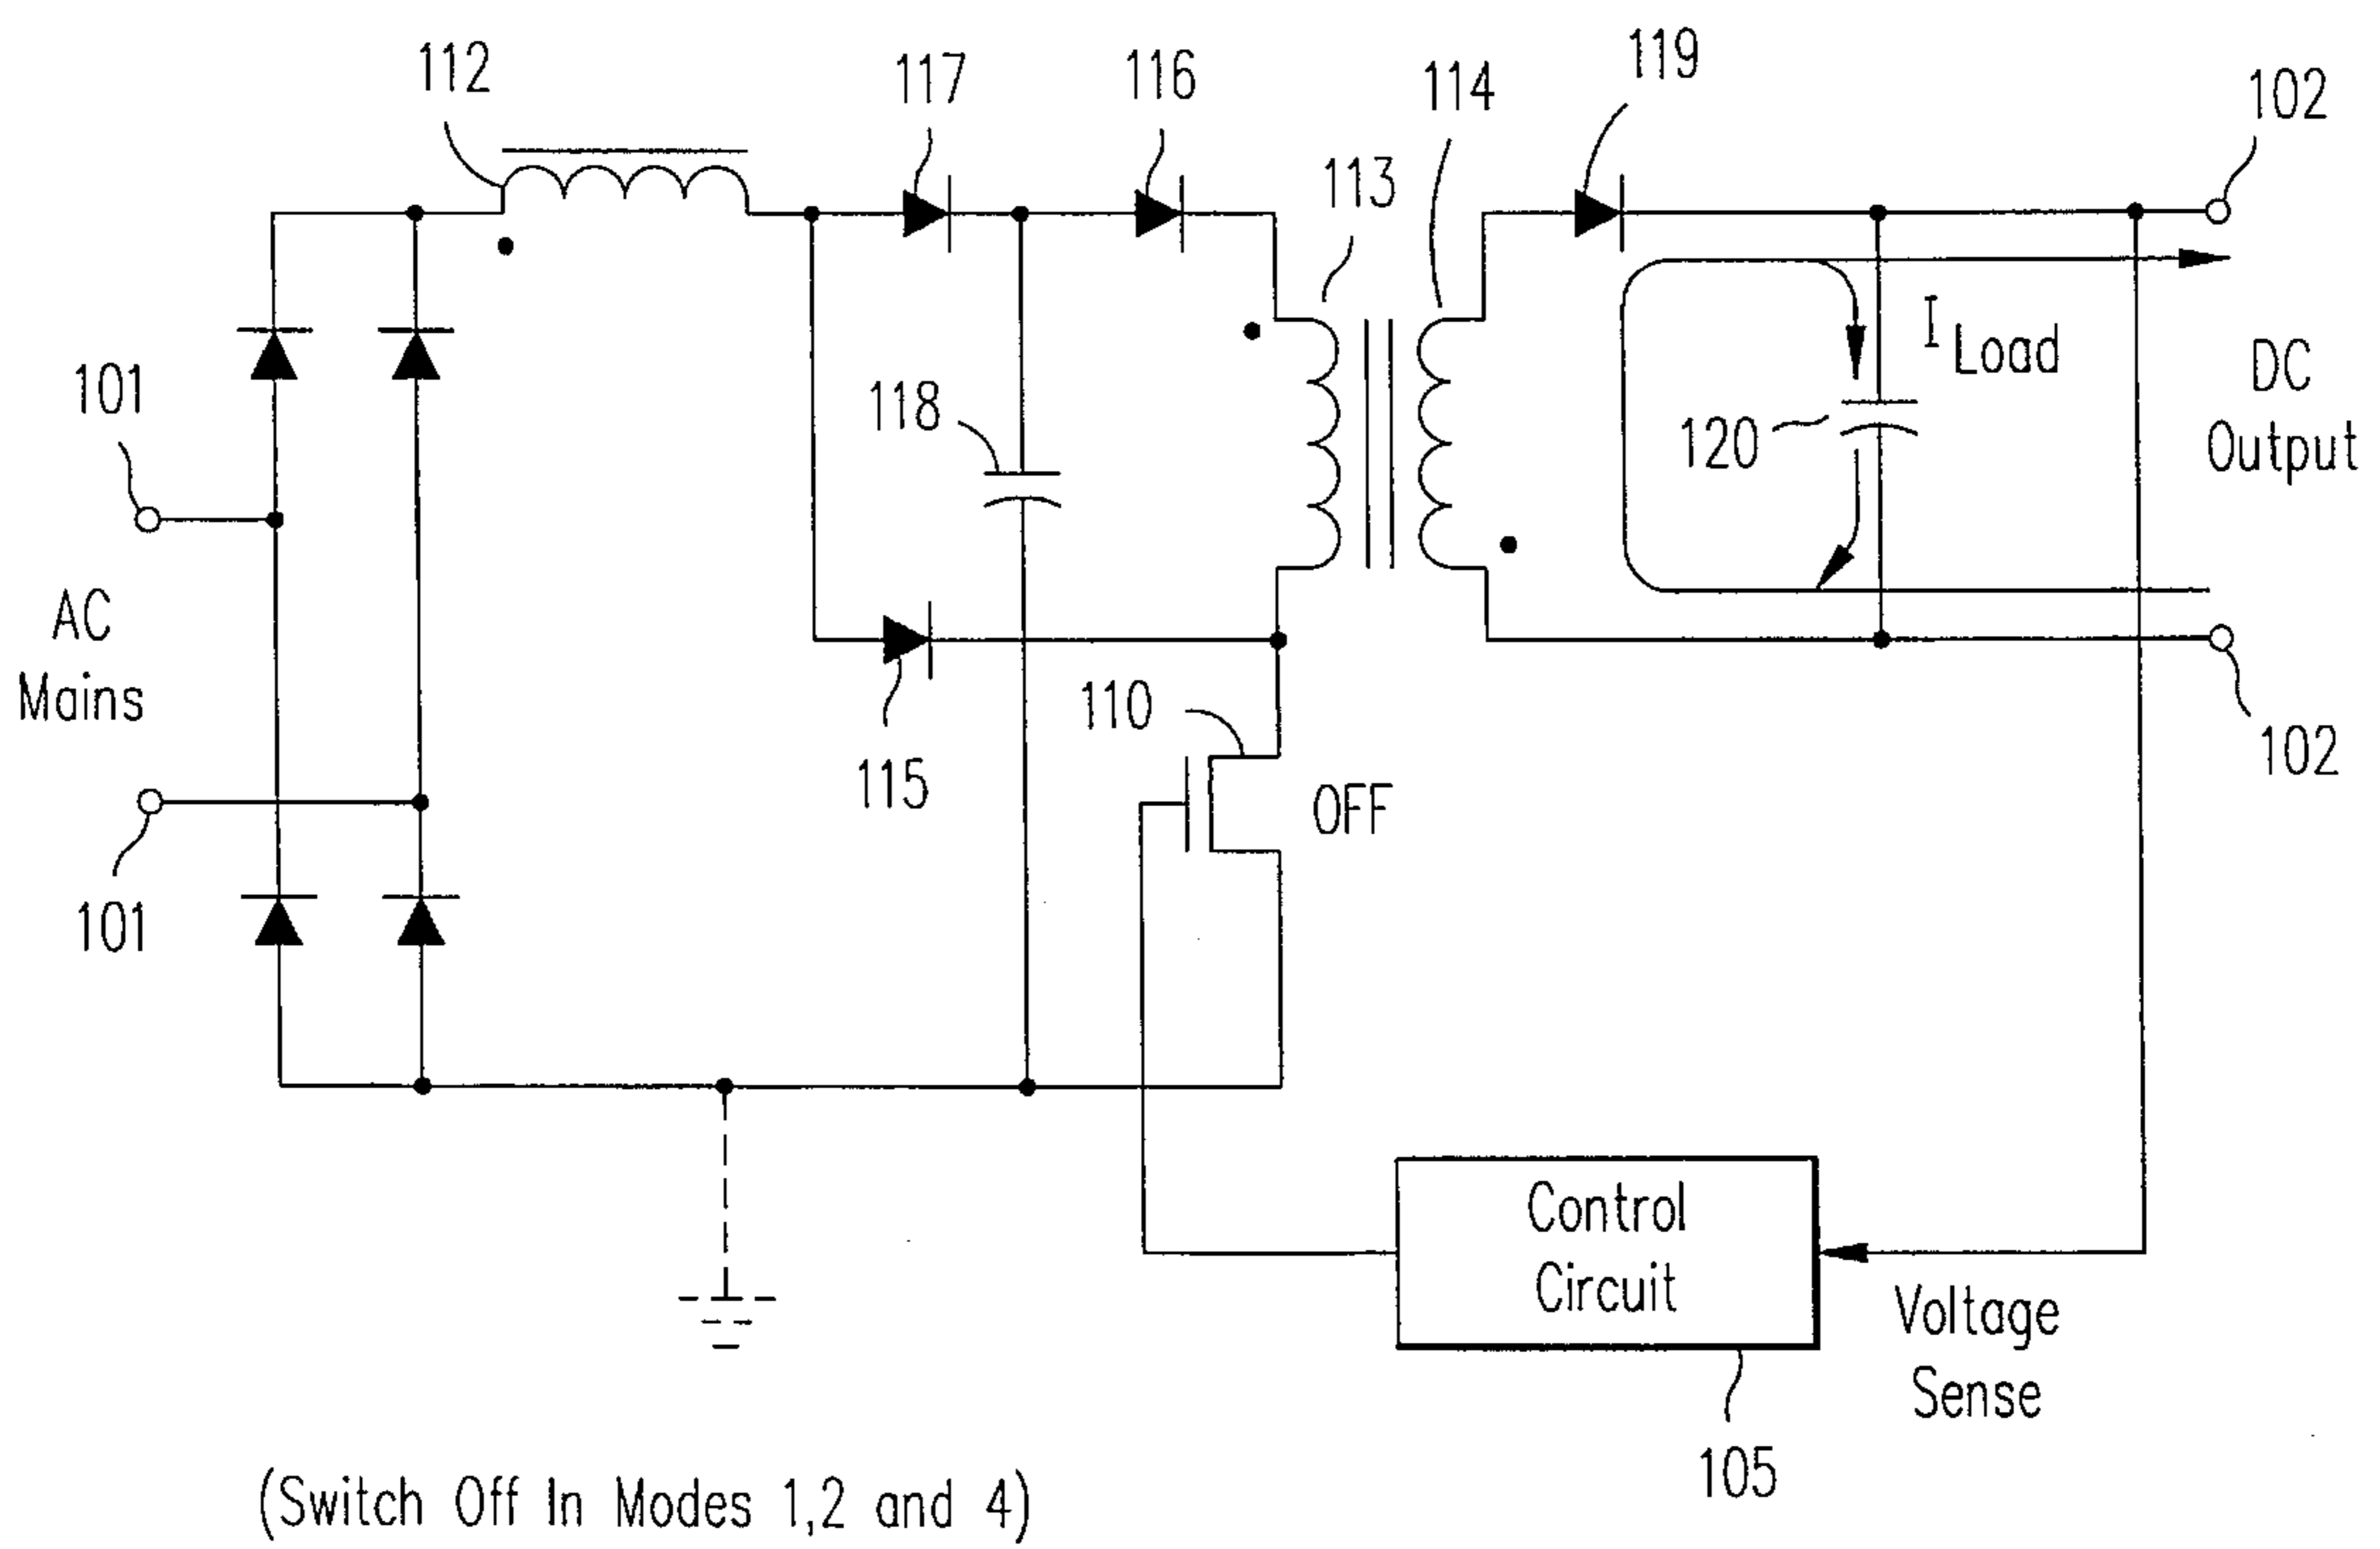 112
117
116
114
119
102
113
101
118
I Load
DC
Output
120
AC
Mains
110
115
OFF
102
101
Control
Circuit
Voltage
Sense
105
(Switch Off In Modes 1,2 and 4)